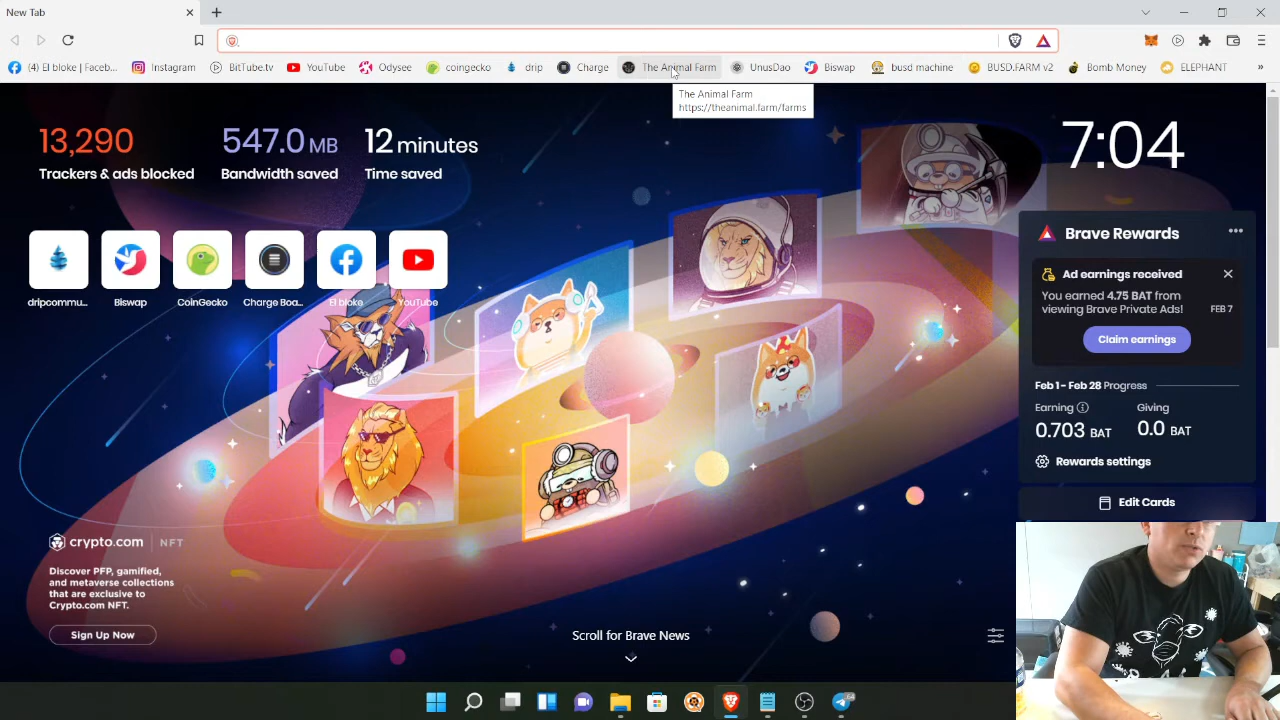 New Tab
(4) El bloke | Faceb...
Instagram
BitTube.tv
YouTube
Odysee
coingecko
drip
Charge
The Animal Farm
UnusDao
Biswap
busd machine
BUSD.FARM v2
Bomb Money
ELEPHANT
»
The Animal Farm
https://theanimal.farm/farms
13,290
Trackers & ads blocked
547.0 MB
Bandwidth saved
12 minutes
Time saved
7:04
dripcommu...
Biswap
CoinGecko
Charge Boa...
El bloke
YouTube
Brave Rewards
Ad earnings received
You earned 4.75 BAT from
viewing Brave Private Ads!
FEB 7
Claim earnings
Feb 1 - Feb 28 Progress
Earning
Giving
0.703 BAT
0.0 BAT
Rewards settings
Edit Cards
crypto.com | NFT
Discover PFP, gamified,
and metaverse collections
that are exclusive to
Crypto.com NFT.
Sign Up Now
Scroll for Brave News
64